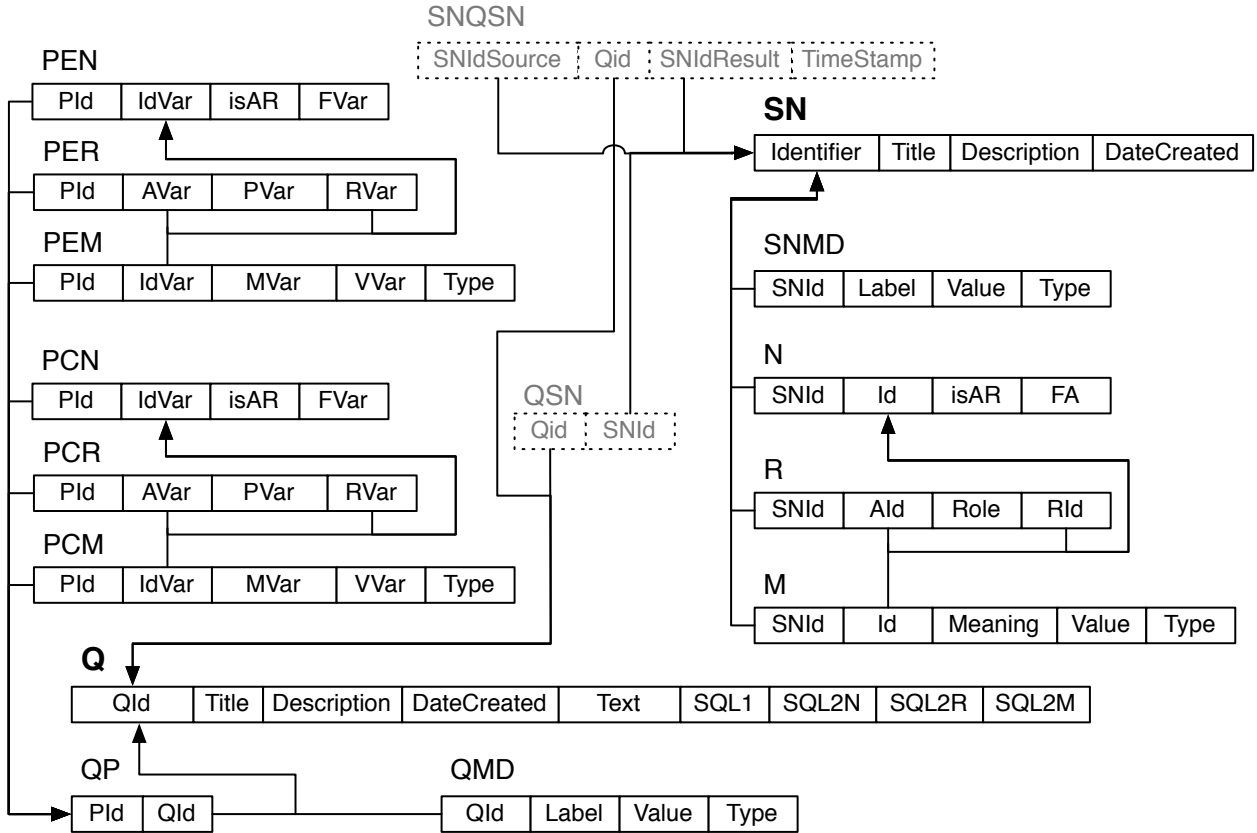 SNQSN
SNIdSource Qid SNIdResult TimeStamp
PEN
PId IdVar isAR FVar
SN
Identifier Title Description DateCreated
PER
PId AVar PVar RVar
PEM
PId IdVar MVar VVar Type
SNMD
SNId Label Value Type
PCN
PId IdVar isAR FVar
N
SNId Id isAR FA
QSN
Qid SNId
PCR
PId AVar PVar RVar
R
SNId AId Role RId
PCM
PId IdVar MVar VVar Type
M
SNId Id Meaning Value Type
Q
QId Title Description DateCreated Text SQL1 SQL2N SQL2R SQL2M
QP
PId QId
QMD
QId Label Value Type